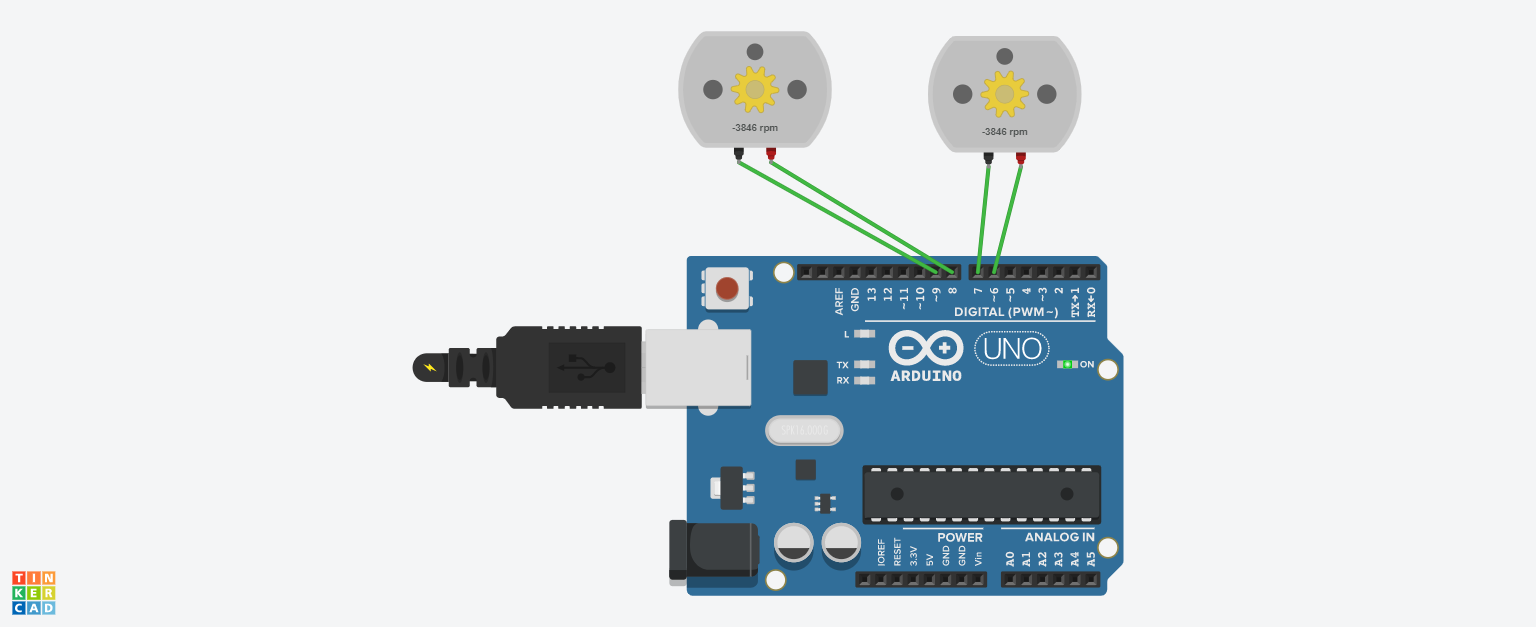 -3846 rpm
-3846 rpm
AREF
GND
13
12
~11
~10
~9
8
7
~6
~5
4
~3
2
TX→1
RX←0
DIGITAL (PWM~)
L
TX
RX
ARDUINO
UNO
ON
POWER
ANALOG IN
IOREF
RESET
3.3V
5V
GND
GND
Vin
A0
A1
A2
A3
A4
A5
TIN
KER
CAD